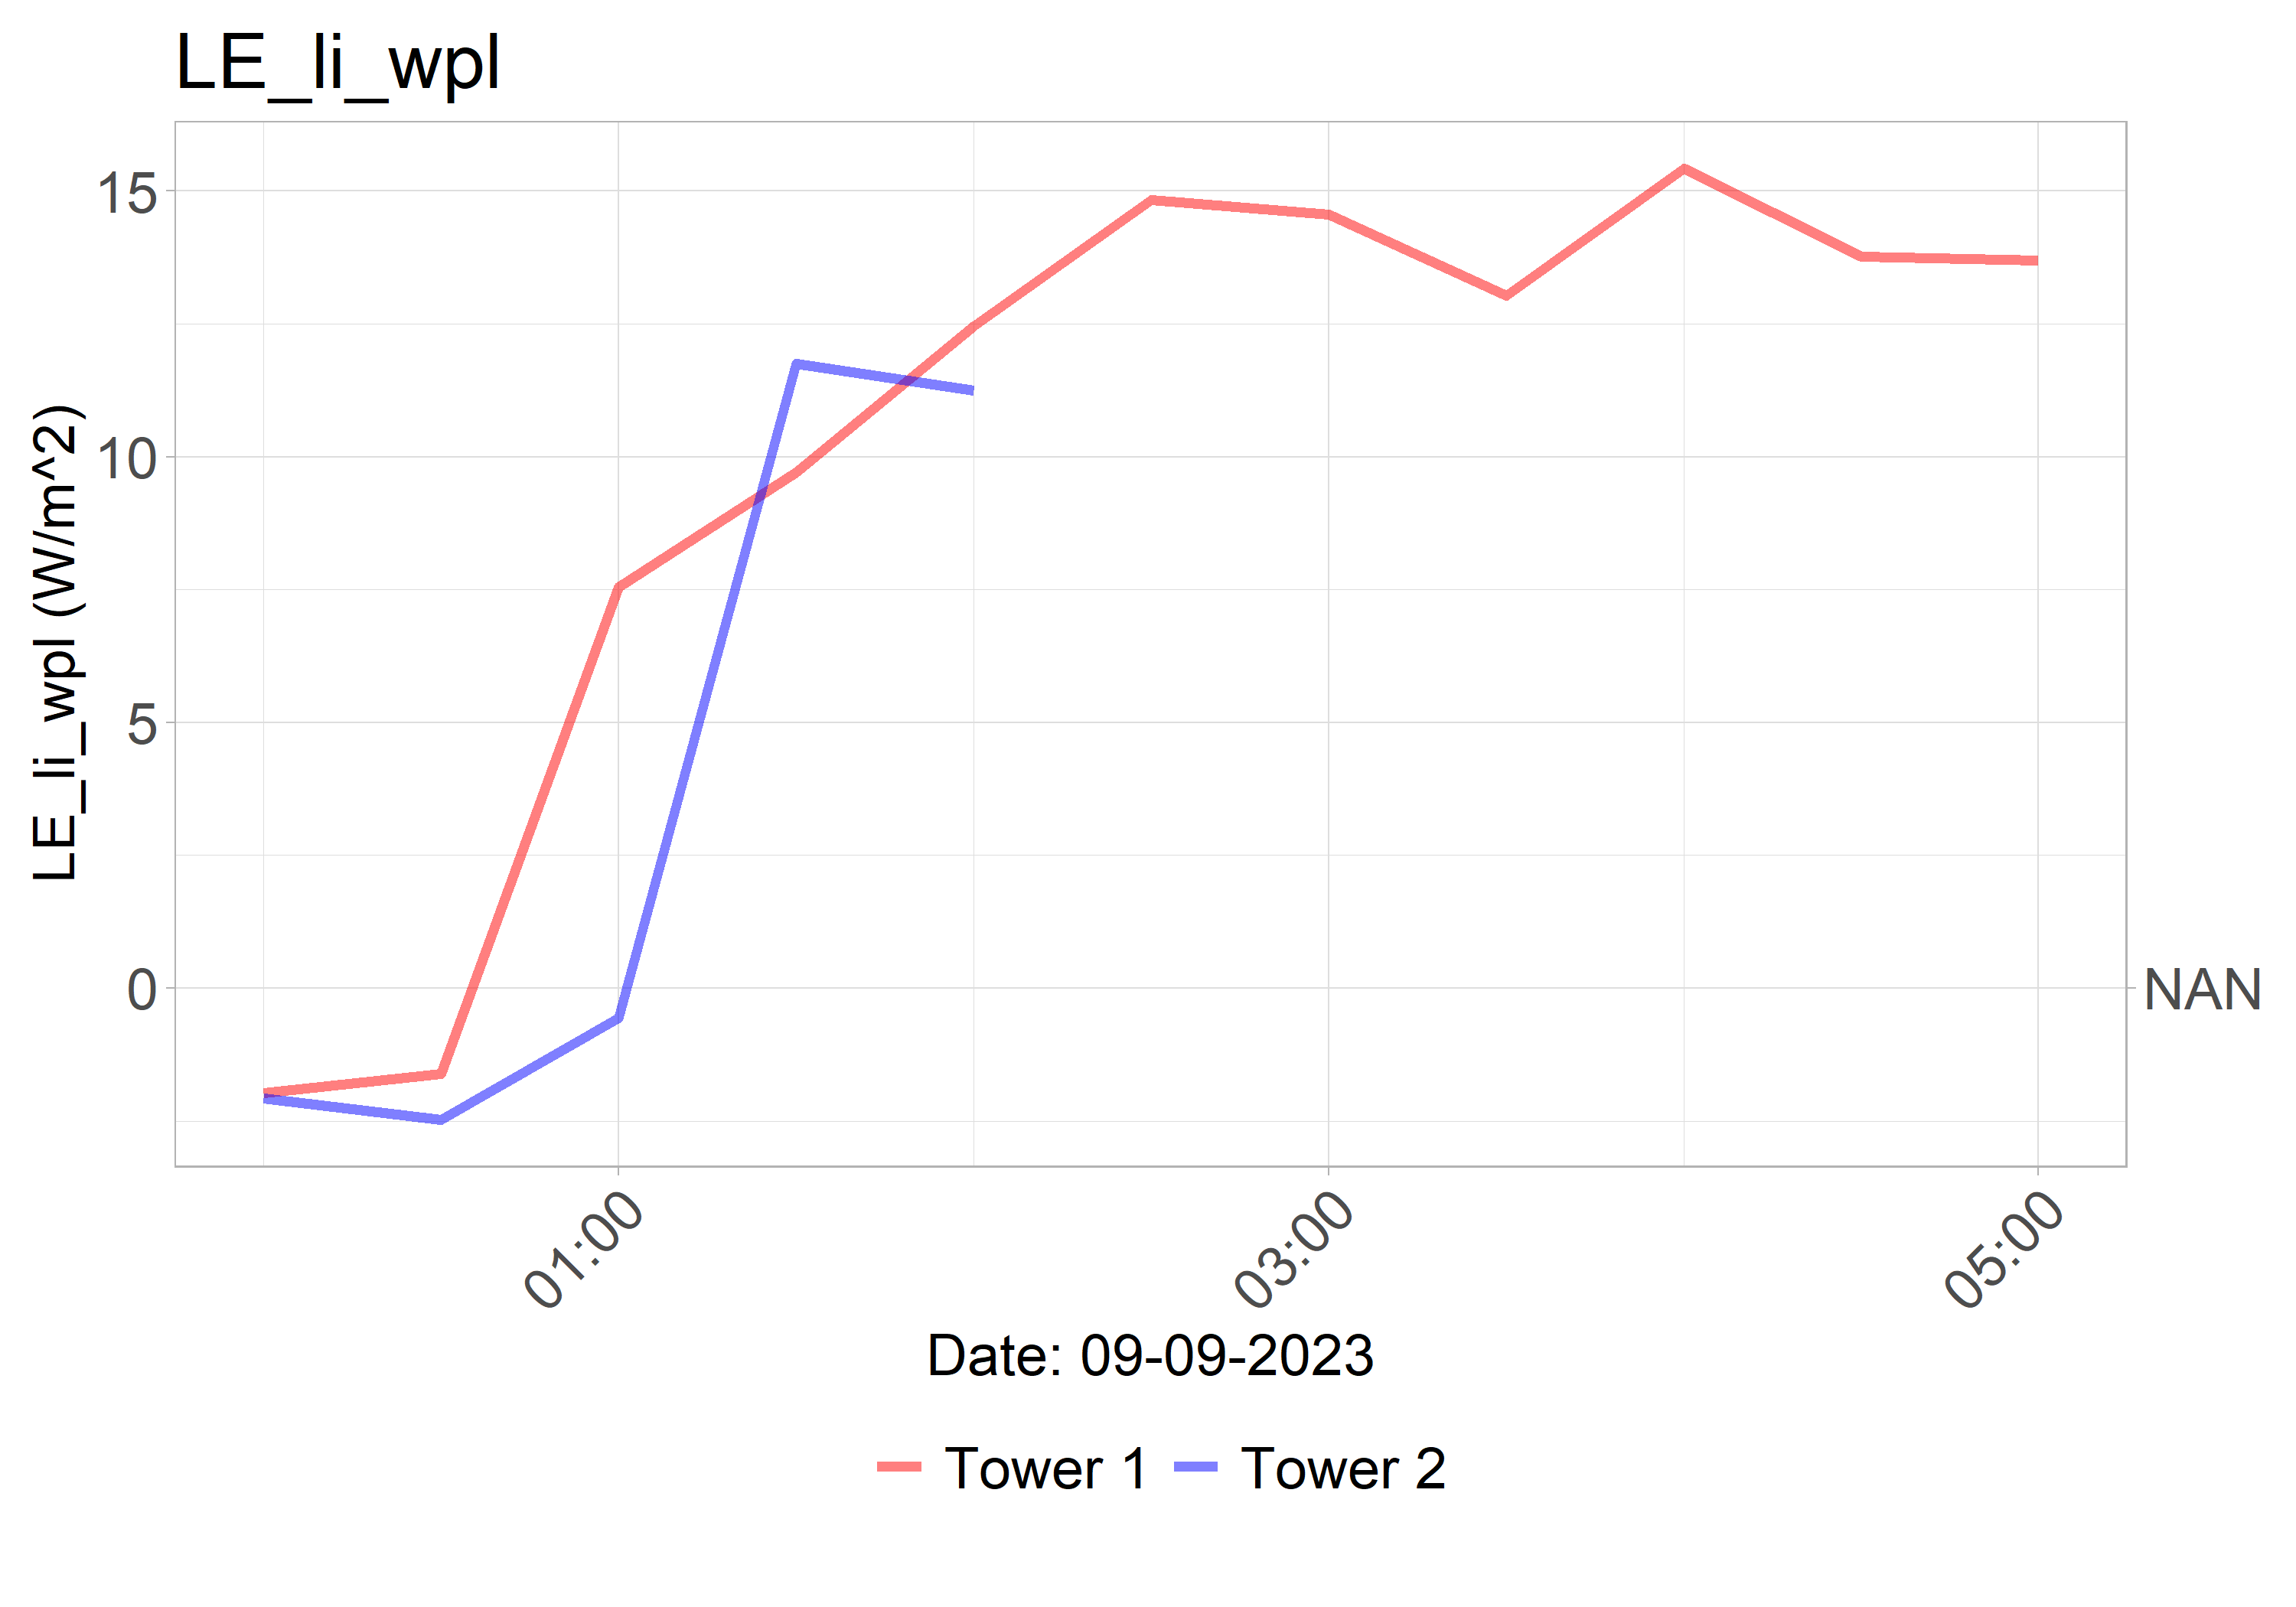 LE_li_wpl
LE_li_wpl (W/m^2)
15
10
5
0
NAN
01:00
03:00
05:00
Date: 09-09-2023
Tower 1
Tower 2